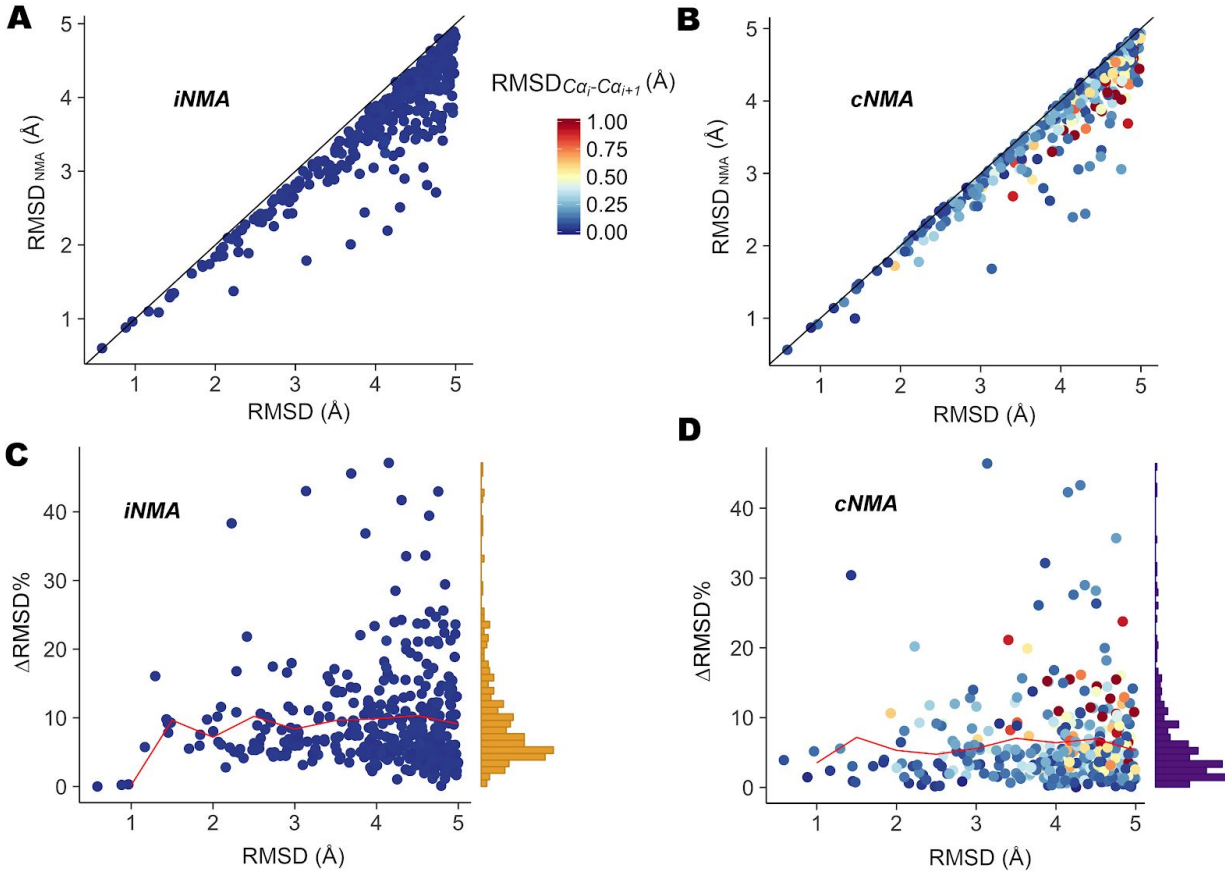 A
iNMA
5
4
3
2
1
RMSD NMA (Å)
1 2 3 4 5
RMSD (Å)
RMSDCαi-Cαi+1 (Å)
1.00
0.75
0.50
0.25
0.00
B
cNMA
5
4
3
2
1
RMSD NMA (Å)
1 2 3 4 5
RMSD (Å)
C
iNMA
40
30
20
10
0
ΔRMSD%
1 2 3 4 5
RMSD (Å)
D
cNMA
40
30
20
10
0
ΔRMSD%
1 2 3 4 5
RMSD (Å)